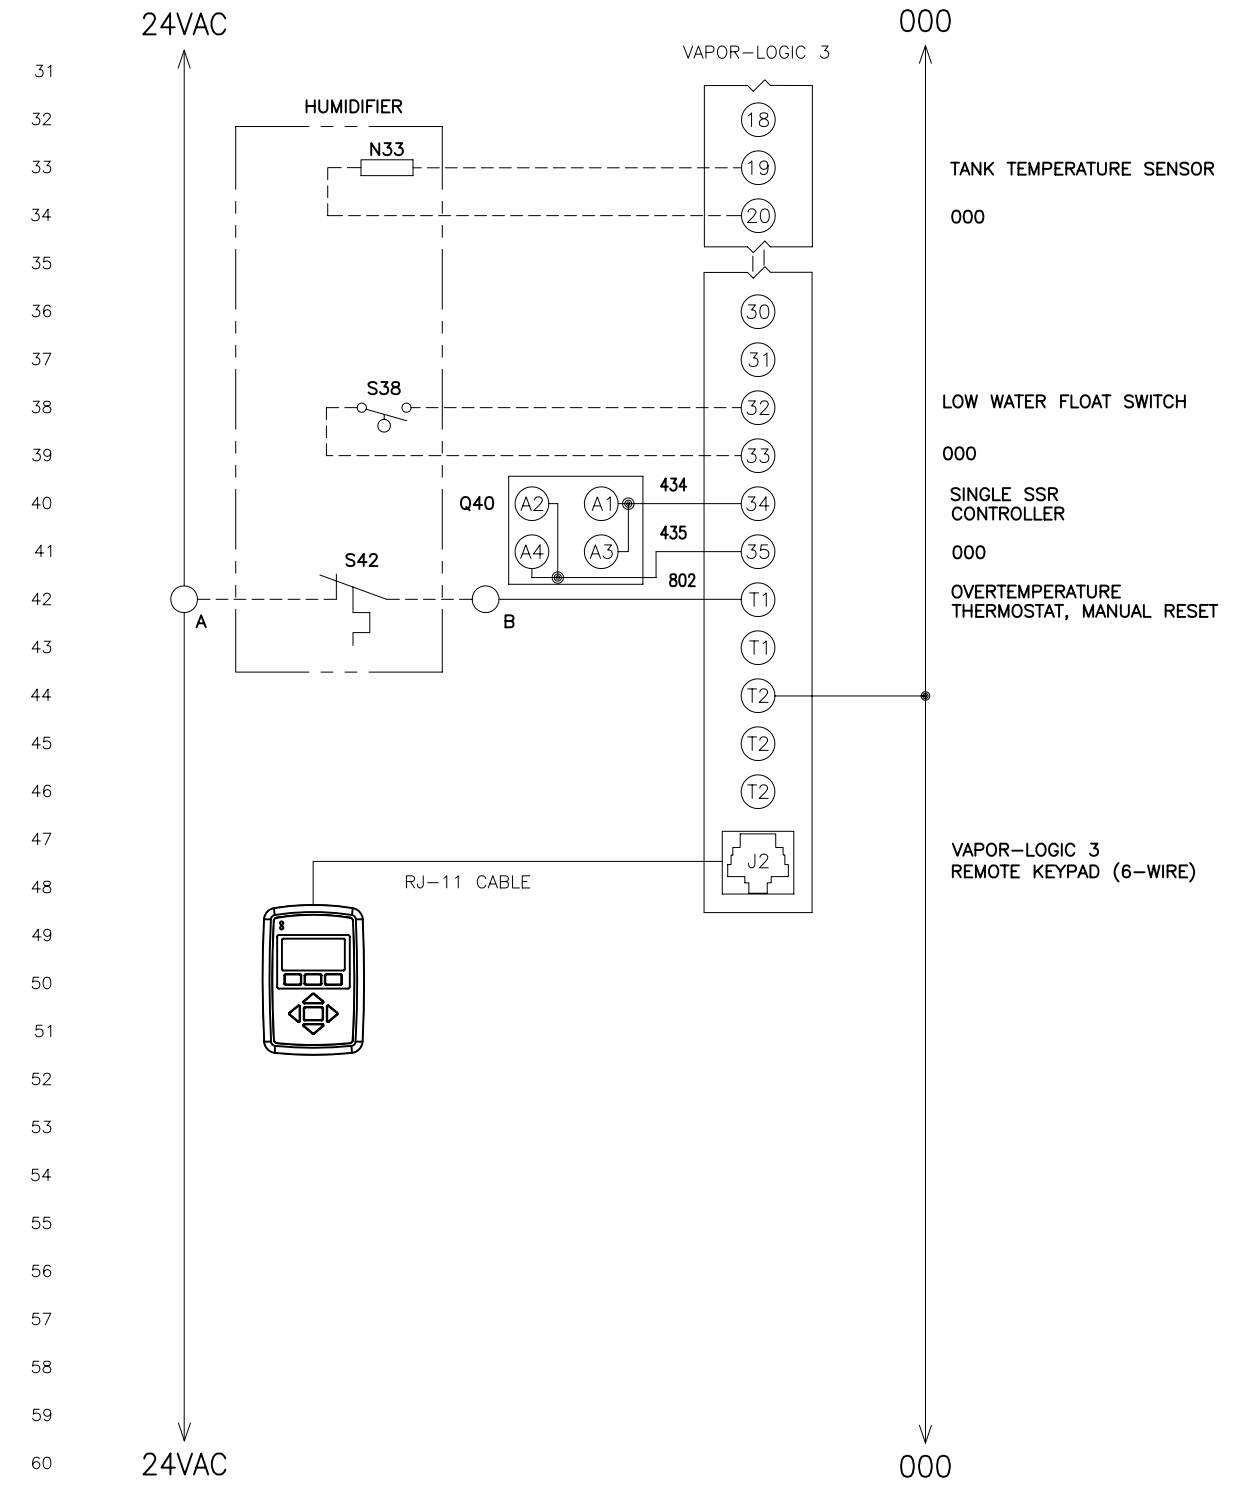 24VAC
000
VAPOR-LOGIC 3
31
HUMIDIFIER
32
18
N33
33
19
TANK TEMPERATURE SENSOR
34
20
000
35
36
30
37
31
S38
38
32
LOW WATER FLOAT SWITCH
39
33
000
434
40
Q40
A2
A1
34
SINGLE SSR
CONTROLLER
435
41
A4
A3
35
000
S42
802
42
T1
OVERTEMPERATURE
THERMOSTAT, MANUAL RESET
A
B
43
T1
44
T2
45
T2
46
T2
47
VAPOR-LOGIC 3
REMOTE KEYPAD (6-WIRE)
J2
RJ-11 CABLE
48
49
50
51
52
53
54
55
56
57
58
59
60
24VAC
000